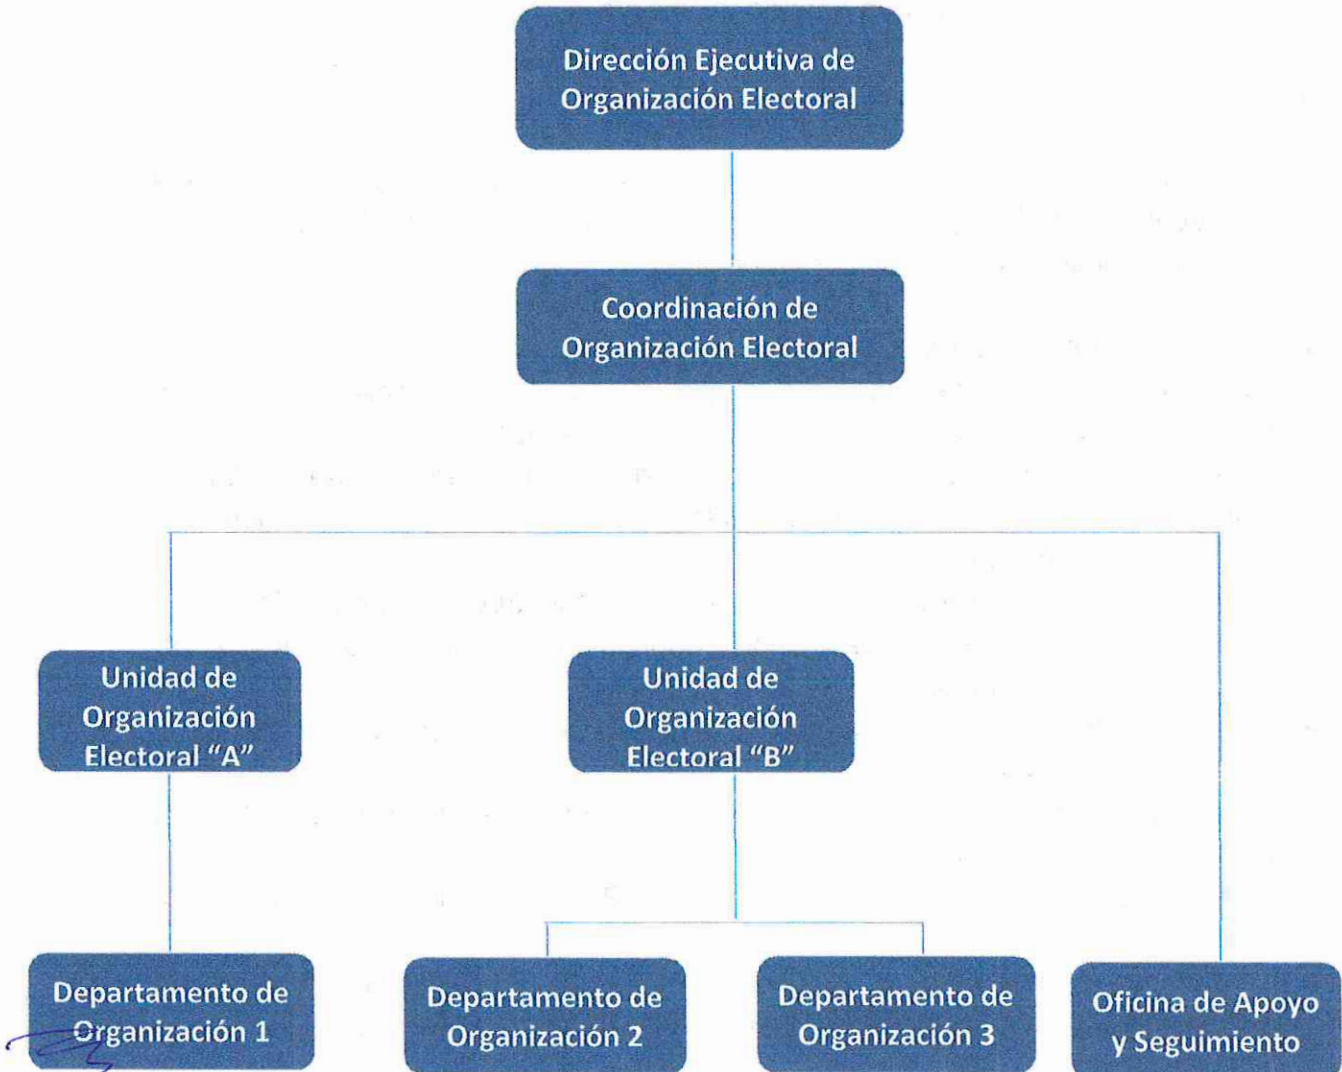 Dirección Ejecutiva de
Organización Electoral
Coordinación de
Organización Electoral
Unidad de
Organización
Electoral “A”
Unidad de
Organización
Electoral “B”
Departamento de
Organización 1
Departamento de
Organización 2
Departamento de
Organización 3
Oficina de Apoyo
y Seguimiento